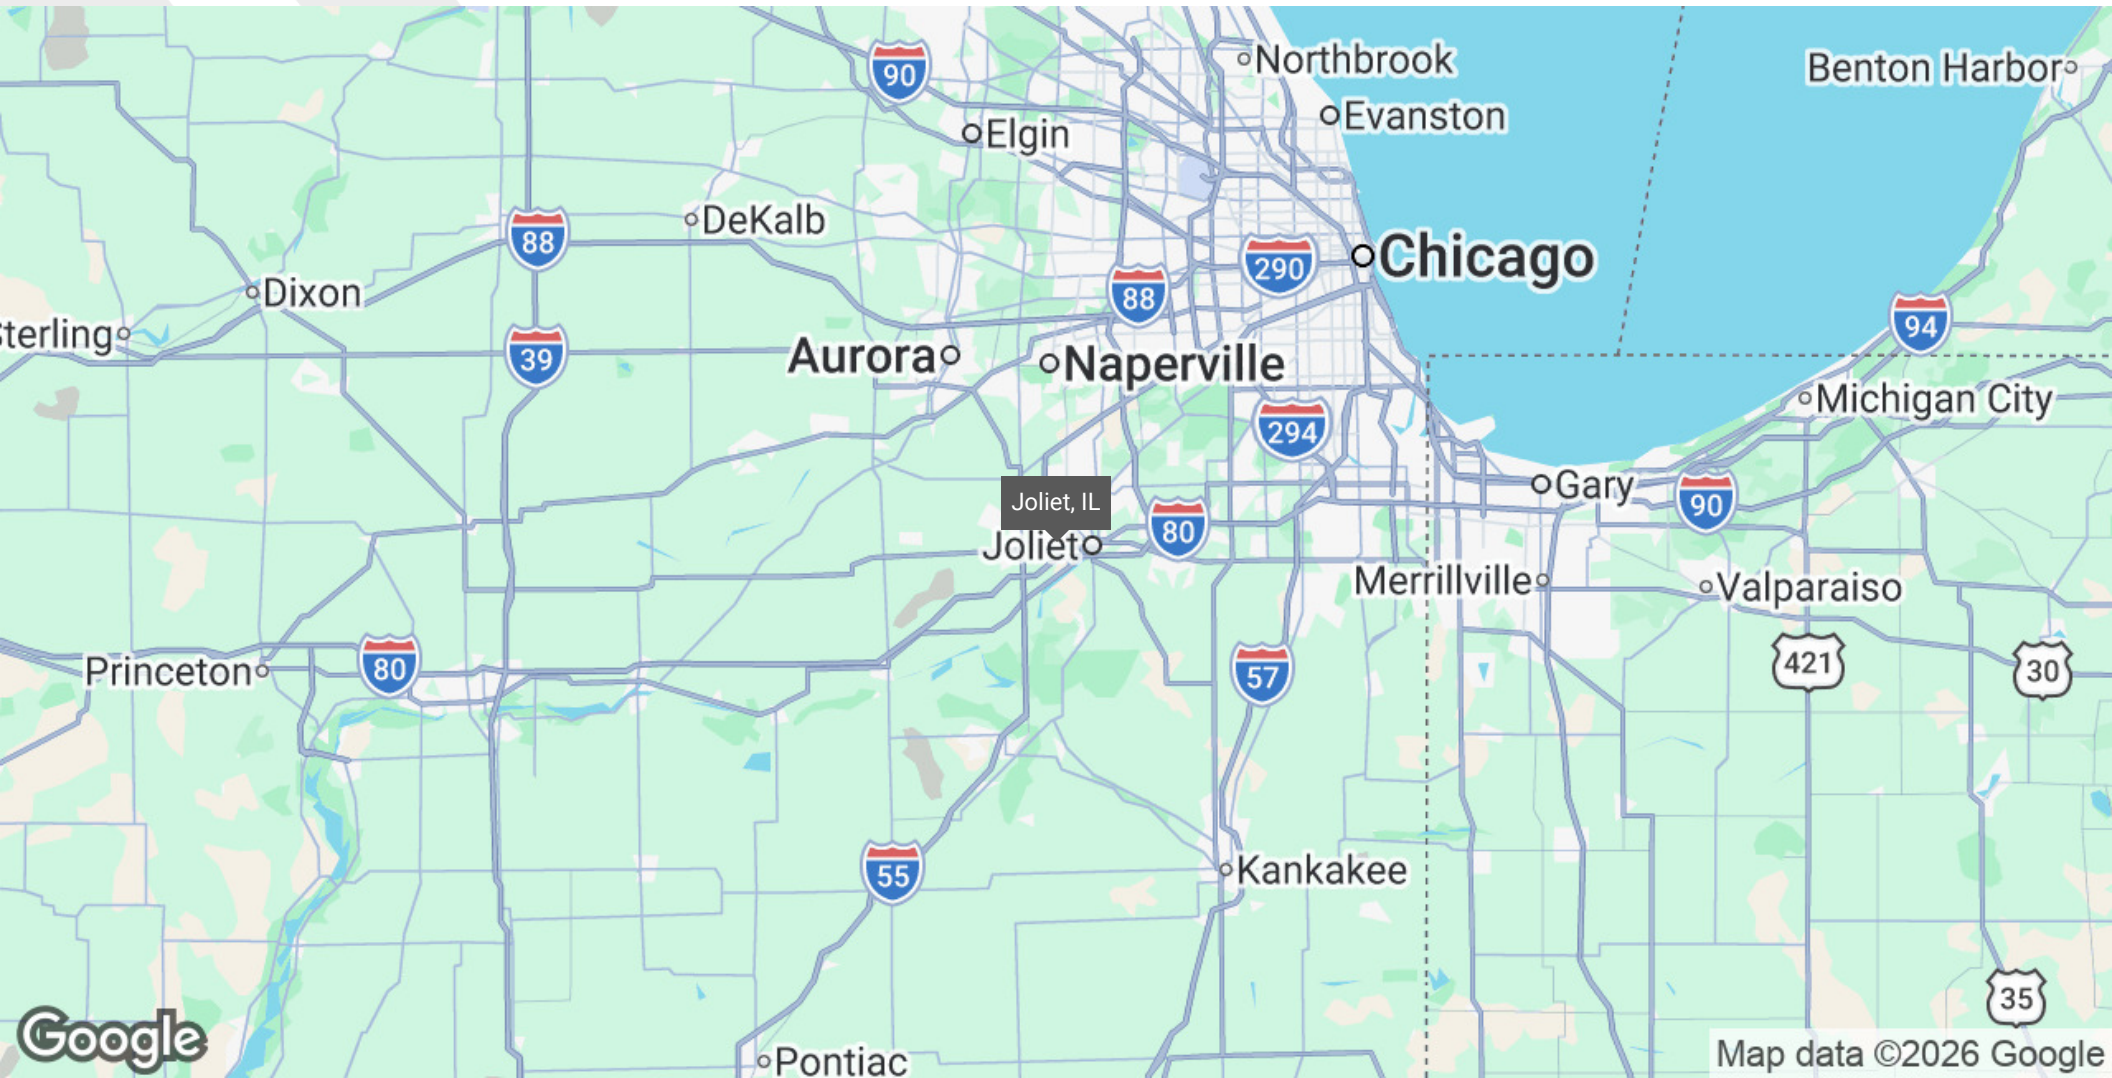 Northbrook
Benton Harbor
90
Evanston
Elgin
DeKalb
88
Chicago
290
88
Dixon
94
Sterling
39
Aurora
Naperville
Michigan City
294
Gary
90
Joliet, IL
80
Joliet
Merrillville
Valparaiso
421
30
Princeton
80
57
55
Kankakee
35
Google
Map data ©2026 Google
Pontiac